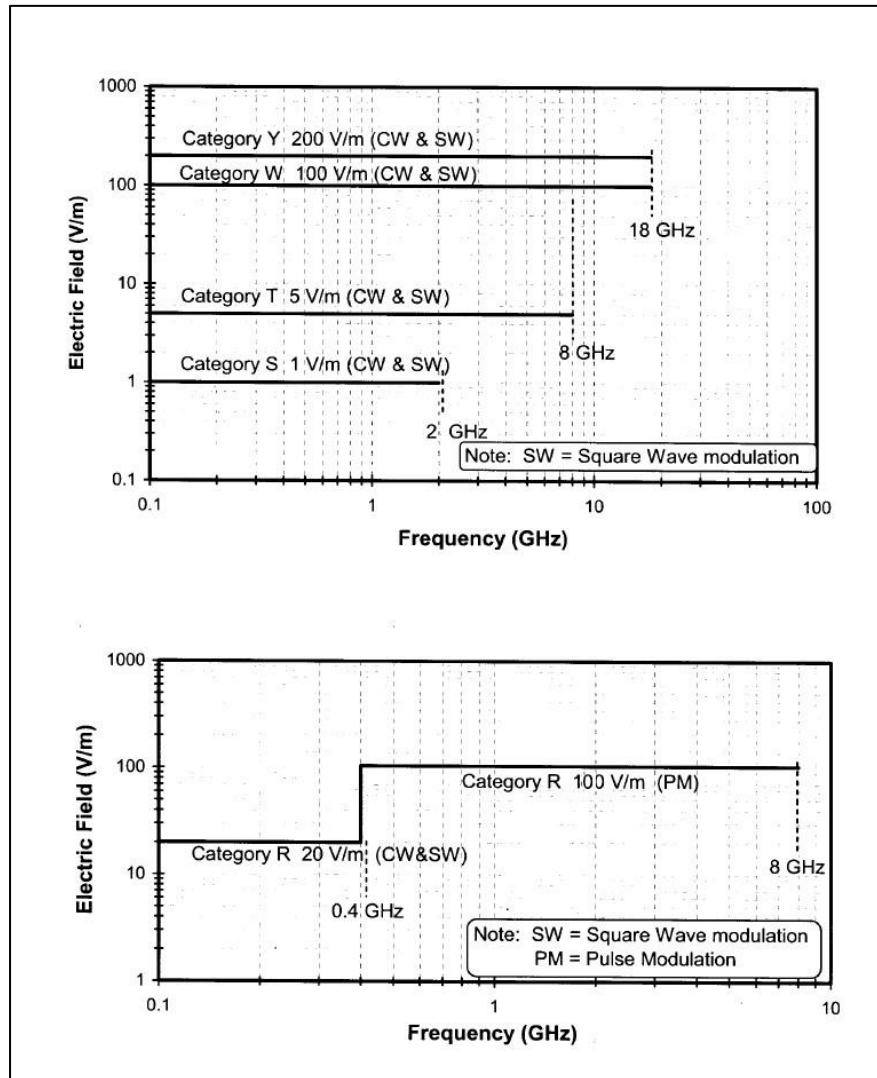 1000
Category Y 200 V/m (CW & SW)
100
Category W 100 V/m (CW & SW)
18 GHz
Electric Field (V/m)
10
Category T 5 V/m (CW & SW)
8 GHz
Category S 1 V/m (CW & SW)
1
2 GHz
Note: SW = Square Wave modulation
0.1
0.1 1 10 100
Frequency (GHz)
1000
Electric Field (V/m)
100
Category R 100 V/m (PM)
Category R 20 V/m (CW&SW)
8 GHz
10
0.4 GHz
Note: SW = Square Wave modulation
PM = Pulse Modulation
1
0.1 1 10
Frequency (GHz)